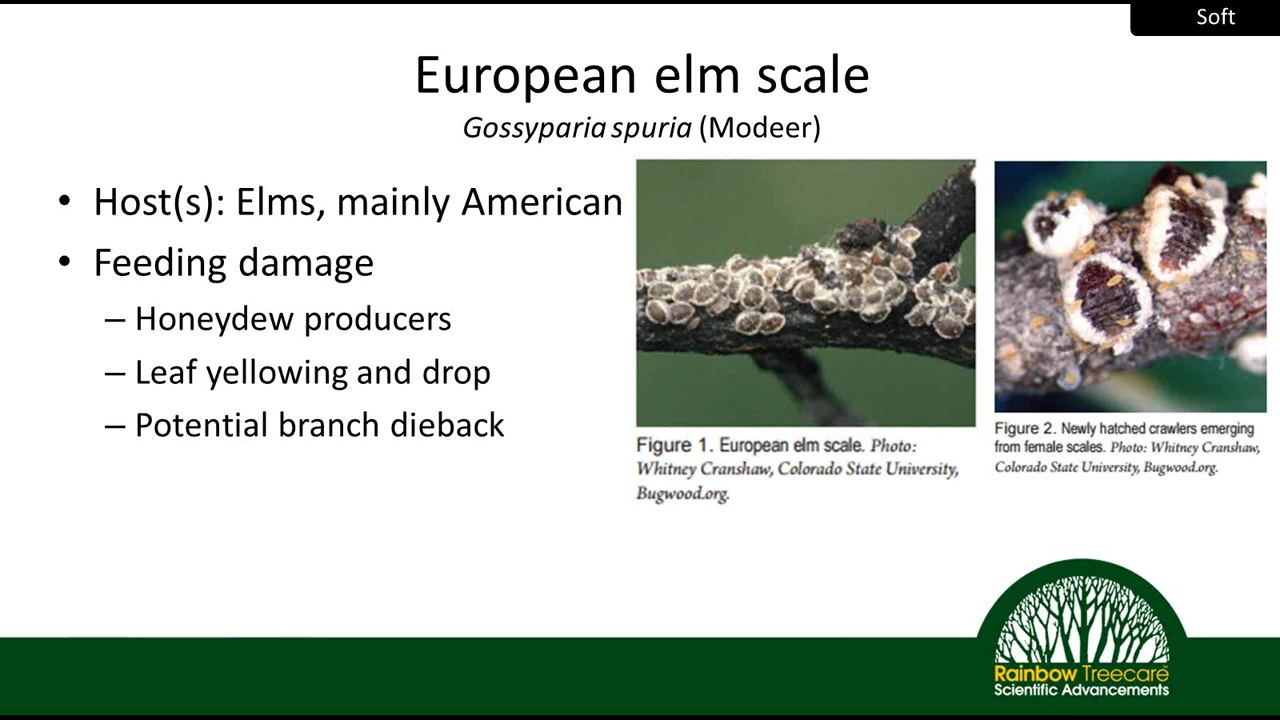 Soft
European elm scale
Gossyparia spuria (Modeer)
• Host(s): Elms, mainly American
• Feeding damage
– Honeydew producers
– Leaf yellowing and drop
– Potential branch dieback
Figure 1. European elm scale. Photo:
Whitney Cranshaw, Colorado State University,
Bugwood.org.
Figure 2. Newly hatched crawlers emerging
from female scales. Photo: Whitney Cranshaw,
Colorado State University, Bugwood.org.
Rainbow Treecare
Scientific Advancements